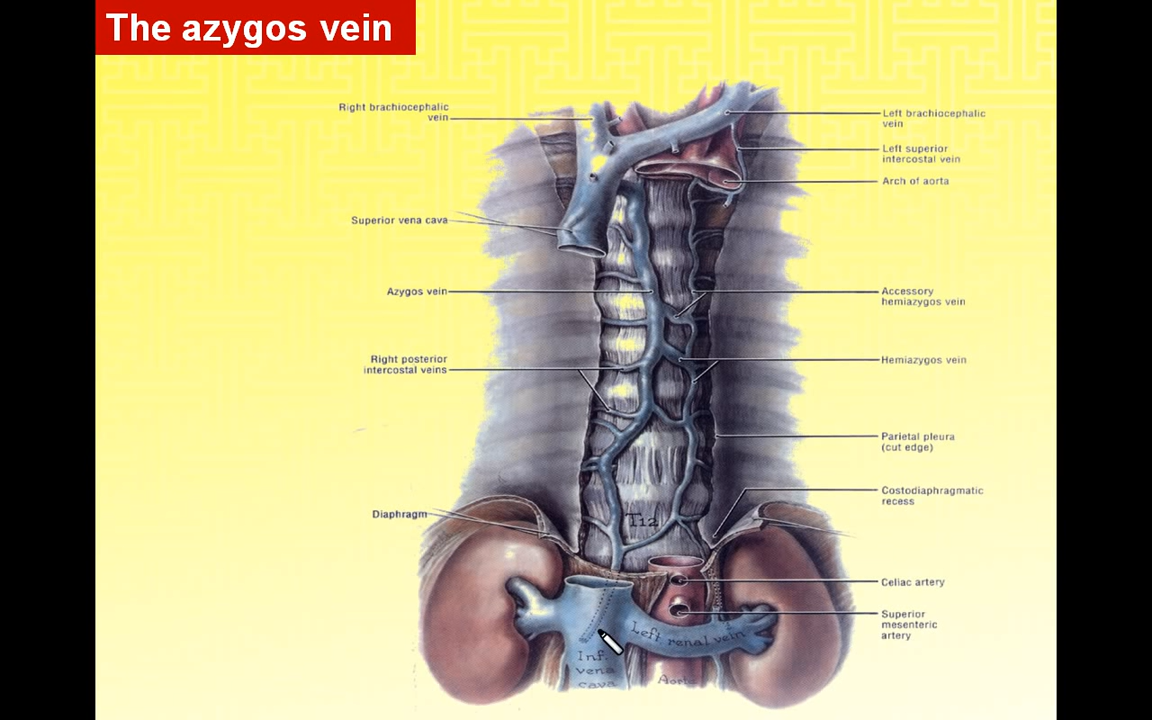 The azygos vein
Right brachiocephalic
vein
Left brachiocephalic
vein
Left superior
intercostal vein
Arch of aorta
Superior vena cava
Azygos vein
Accessory
hemiazygos vein
Right posterior
intercostal veins
Hemiazygos vein
Parietal pleura
(cut edge)
Costodiaphragmatic
recess
Diaphragm
T12
Celiac artery
Superior
mesenteric
artery
Left renal vein
Inf.
vena
cava
Aorta